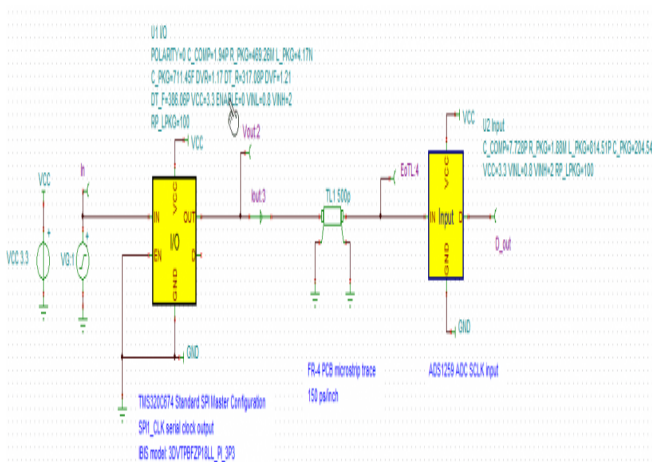 U1 I/O
POLARITY=0 C_COMP=1.94P R_PKG=469.26M L_PKG=4.17N
C_PKG=711.45F DVR=1.17 DT_R=317.08P DVF=1.21
DT_F=386.06P VCC=3.3 ENABLE=0 VINL=0.8 VINH=2
RP_LPKG=100
Vout:2
VCC
VCC
U2 Input
C_COMP=7.728P R_PKG=1.88M L_PKG=814.51P C_PKG=204.54
VCC=3.3 VINL=0.8 VINH=2 RP_LPKG=100
VCC
In
EoTL:4
Iout:3
TL1 500p
VCC
IN
OUT
I/O
EN
D
GND
VCC
IN
Input
D
GND
D_out
VCC 3.3
VG:1
GND
GND
FR-4 PCB microstrip trace
150 ps/inch
ADS1259 ADC SCLK input
TMS320C674 Standard SPI Master Configuration
SPI1_CLK serial clock output
IBIS model: 3DVTPBFZP18LL_PI_3P3